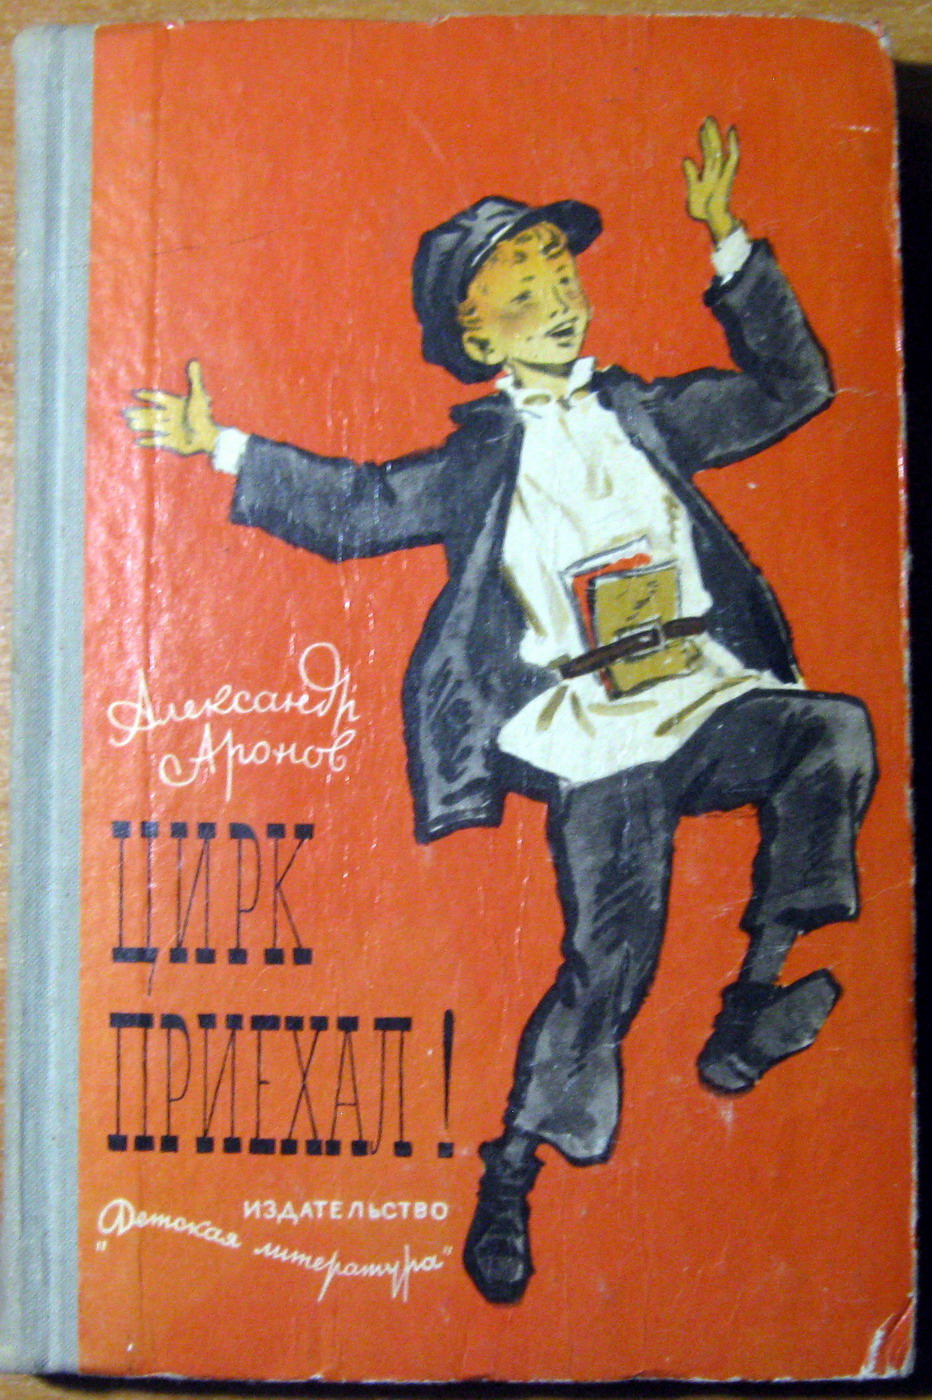 Александр
Аронов
ЦИРК
ПРИЕХАЛ!
ИЗДАТЕЛЬСТВО
"Детская литература"